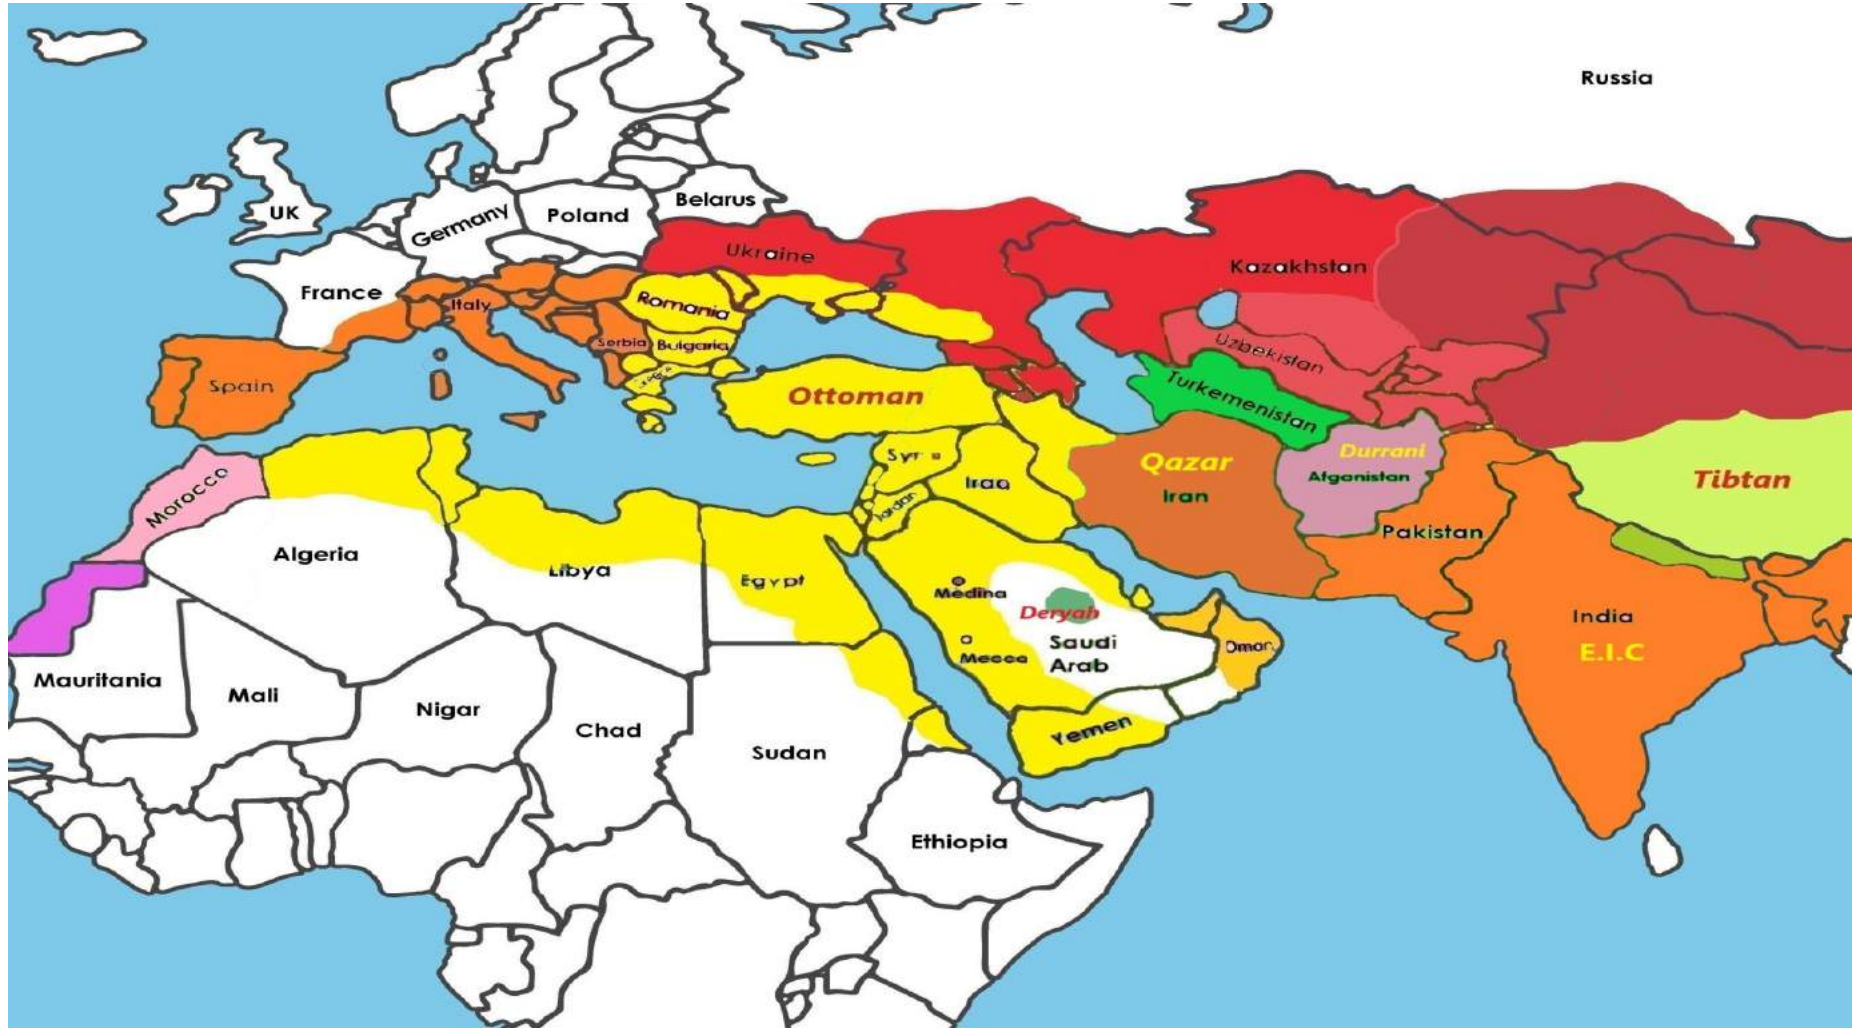 Russia
Belarus
UK
Poland
Germany
Ukraine
Kazakhstan
France
Italy
Romania
Serbia
Bulgaria
Uzbekistan
Spain
Ottoman
Turkemenistan
Durrani
Qazar
Afganistan
Iran
Syr
Iraq
Jordan
Tibtan
Morocco
Pakistan
Algeria
Libya
Egypt
Medina
Deryah
India
Saudi
Arab
Mecca
Oman
E.I.C
Mauritania
Mali
Nigar
Chad
Sudan
Yemen
Ethiopia